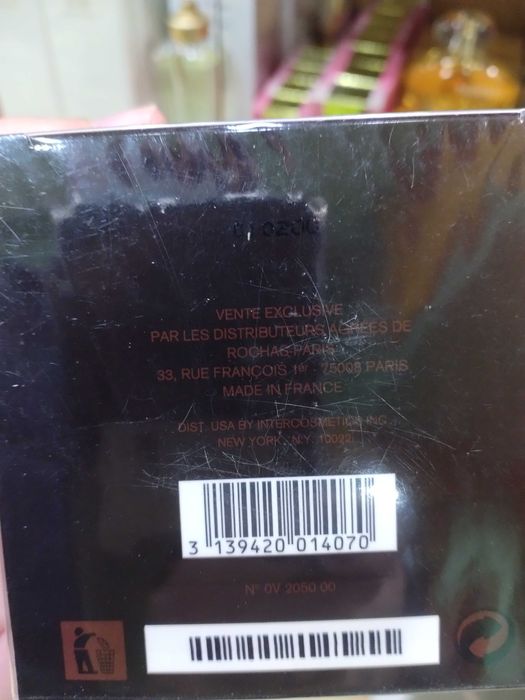 VENTE EXCLUSIVE
PAR LES DISTRIBUTEURS AGRÉES DE
ROCHAS-PARIS
33, RUE FRANÇOIS 1er - 75008 PARIS
MADE IN FRANCE
DIST. USA BY INTERCOSMETICS INC.
NEW YORK, N.Y. 10022
3 139420 014070
N° 0V 2050 00